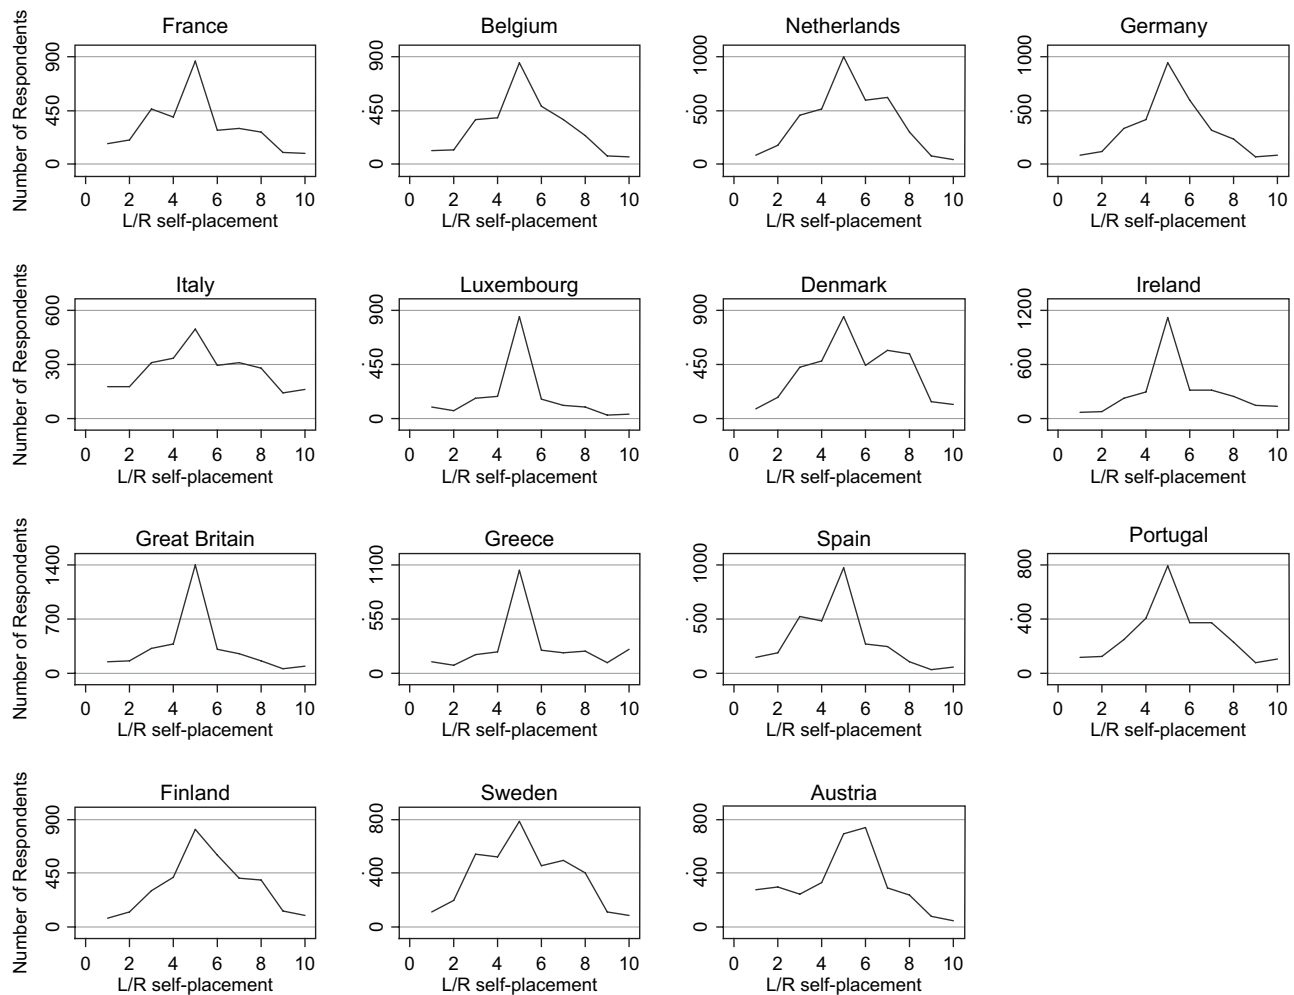 France Belgium Netherlands Germany
Number of Respondents
900
450
0
900
450
0
1000
500
0
1000
500
0
0 2 4 6 8 10 0 2 4 6 8 10 0 2 4 6 8 10 0 2 4 6 8 10
L/R self-placement L/R self-placement L/R self-placement L/R self-placement
Italy Luxembourg Denmark Ireland
Number of Respondents
600
300
0
900
450
0
900
450
0
1200
600
0
0 2 4 6 8 10 0 2 4 6 8 10 0 2 4 6 8 10 0 2 4 6 8 10
L/R self-placement L/R self-placement L/R self-placement L/R self-placement
Great Britain Greece Spain Portugal
Number of Respondents
1400
700
0
1100
550
0
1000
500
0
800
400
0
0 2 4 6 8 10 0 2 4 6 8 10 0 2 4 6 8 10 0 2 4 6 8 10
L/R self-placement L/R self-placement L/R self-placement L/R self-placement
Finland Sweden Austria
Number of Respondents
900
450
0
800
400
0
800
400
0
0 2 4 6 8 10 0 2 4 6 8 10 0 2 4 6 8 10
L/R self-placement L/R self-placement L/R self-placement